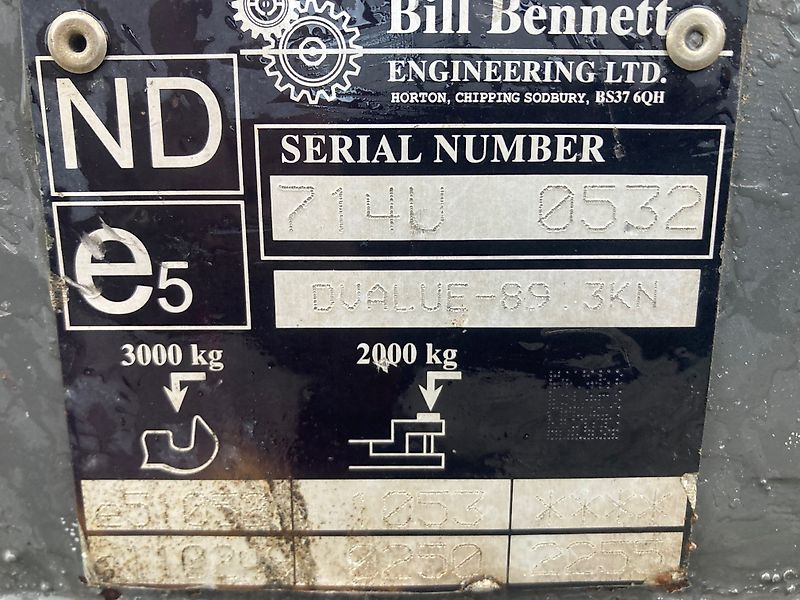 Bill Bennett
ENGINEERING LTD.
HORTON, CHIPPING SODBURY, BS37 6QH
ND
SERIAL NUMBER
714U 0532
e5
DVALUE-89.3KN
3000 kg
2000 kg
1053 ****
0250 2255